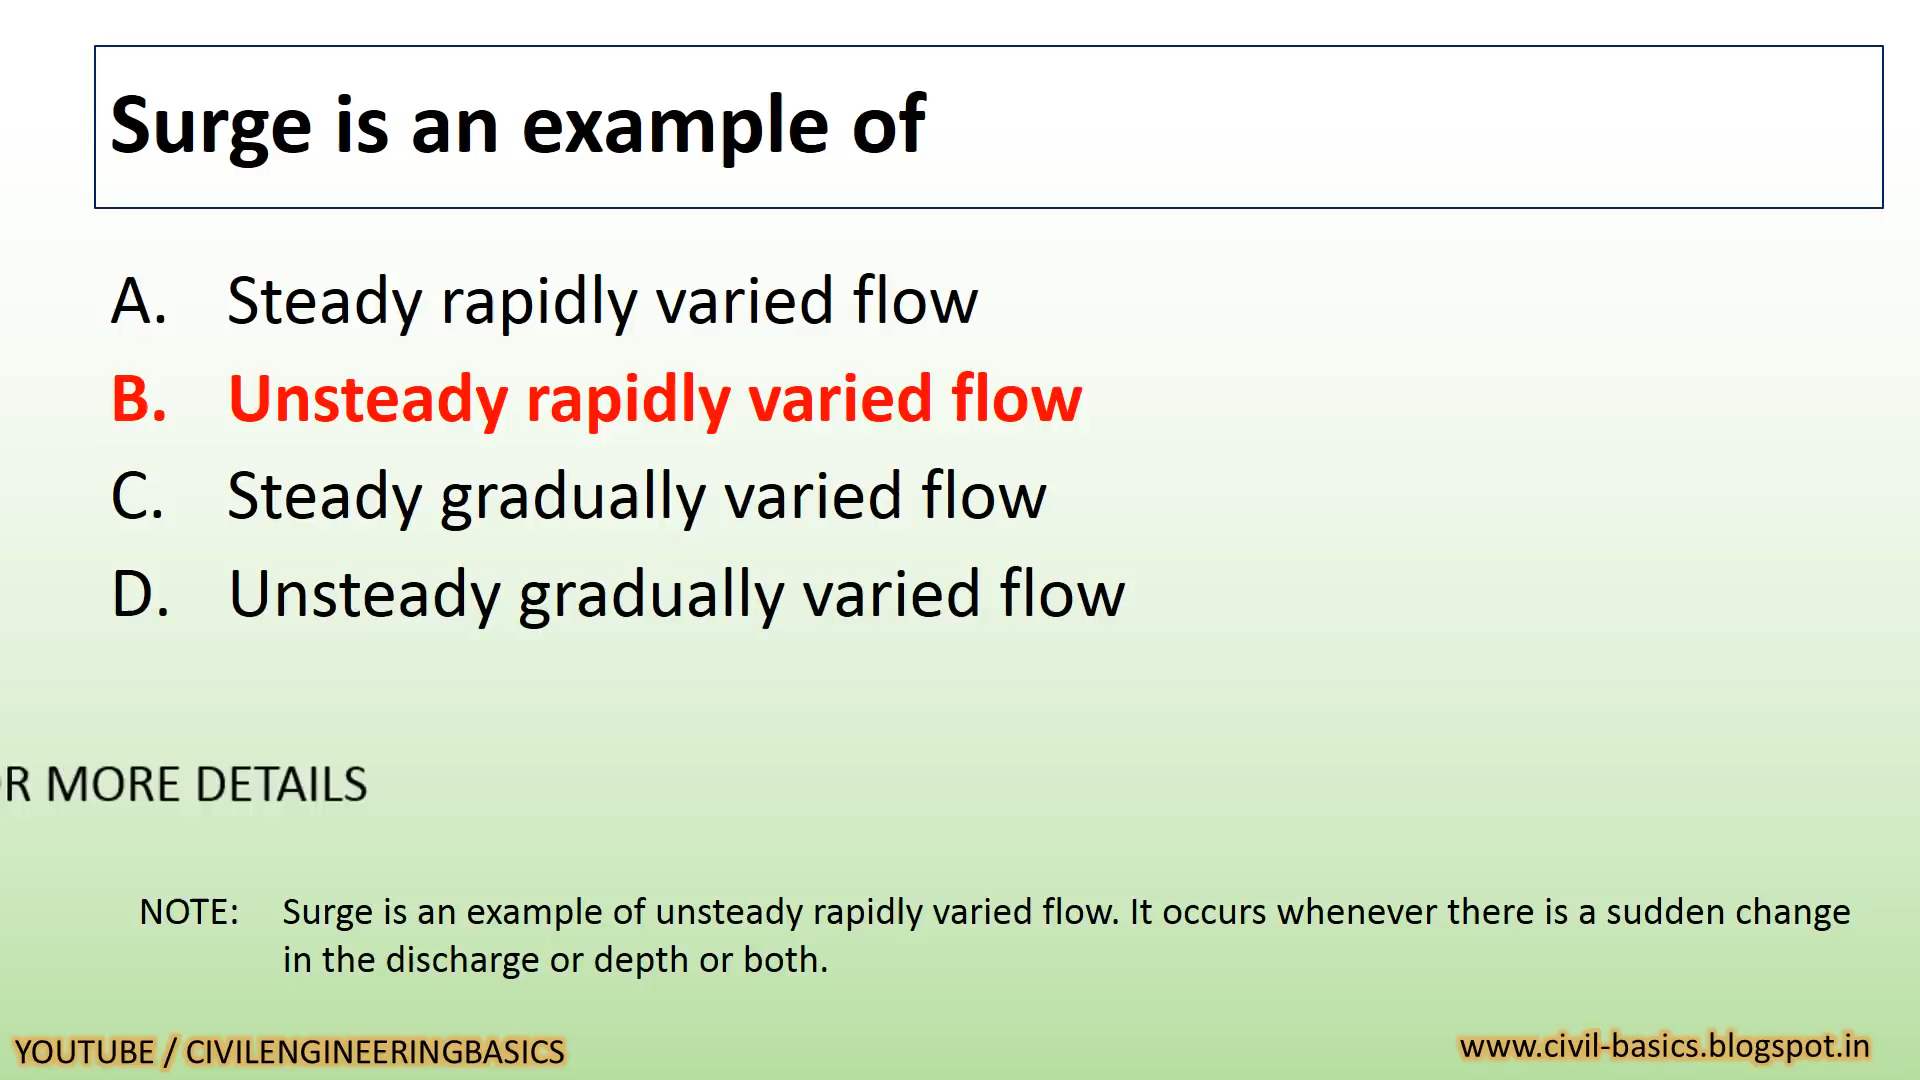 Surge is an example of
A. Steady rapidly varied flow
B. Unsteady rapidly varied flow
C. Steady gradually varied flow
D. Unsteady gradually varied flow
MORE DETAILS
NOTE: Surge is an example of unsteady rapidly varied flow. It occurs whenever there is a sudden change
in the discharge or depth or both.
YOUTUBE / CIVILENGINEERINGBASICS
www.civil-basics.blogspot.in